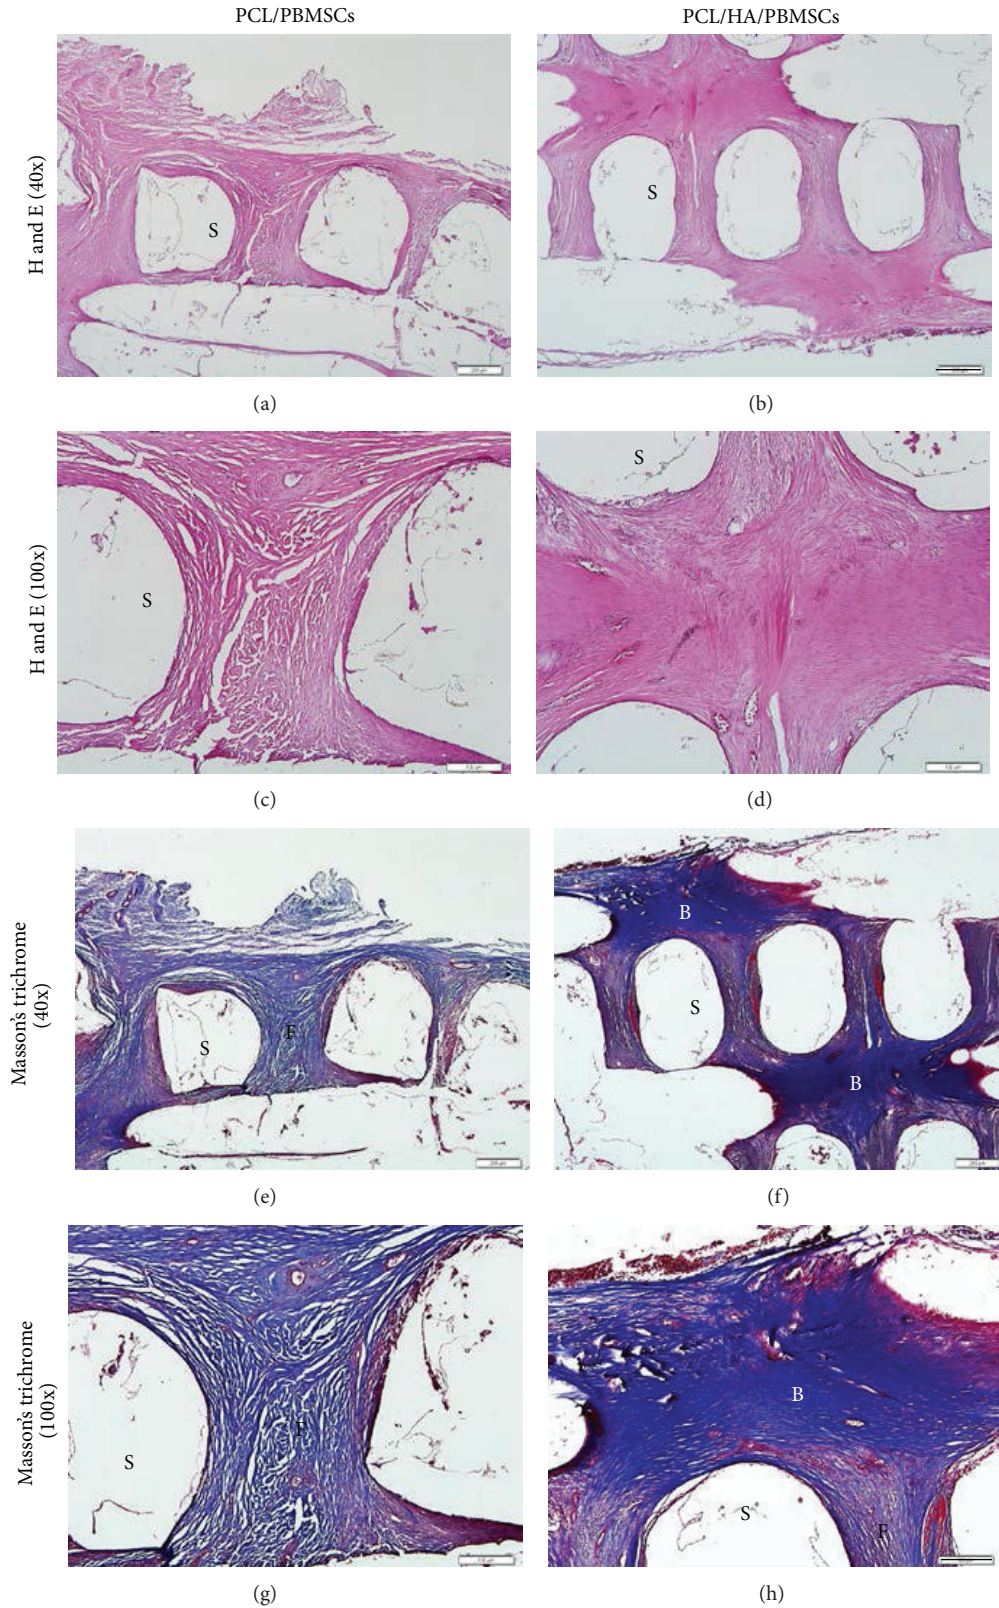 PCL/PBMSCs
PCL/HA/PBMSCs
H and E (40x)
S
S
(a)
(b)
H and E (100x)
S
S
(c)
(d)
Masson's trichrome
(40x)
S
F
B
S
B
(e)
(f)
Masson's trichrome
(100x)
S
F
B
S
F
(g)
(h)